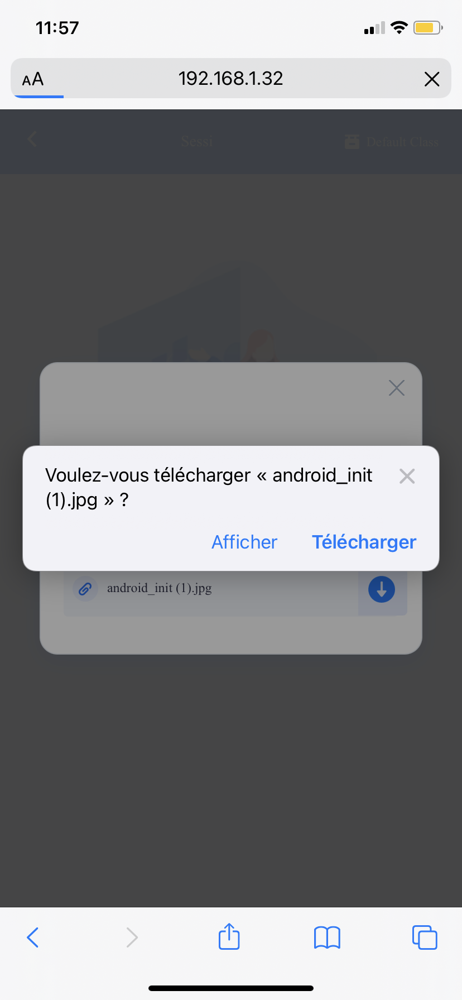 11:57
AA 192.168.1.32
Sessi Default Class
Voulez-vous télécharger « android_init
(1).jpg » ?
Afficher Télécharger
android_init (1).jpg